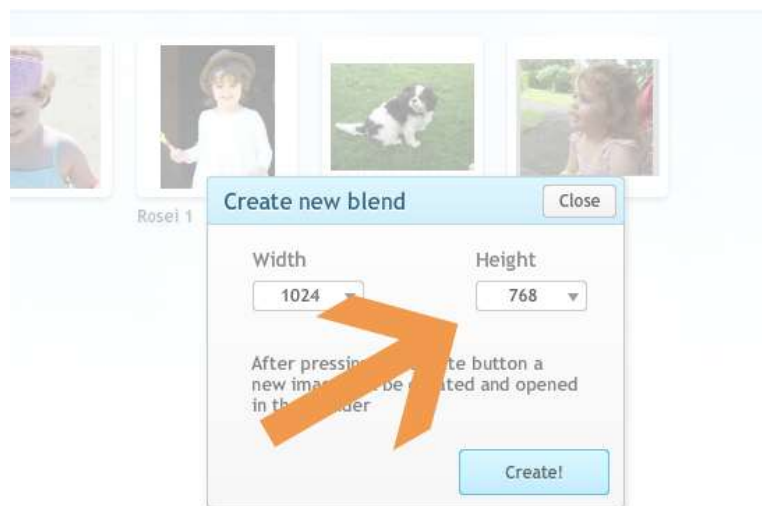 Rosei 1
Create new blend
Close
Width
Height
1024
768
After pressin te button a
new ima be ated and opened
in th der
Create!